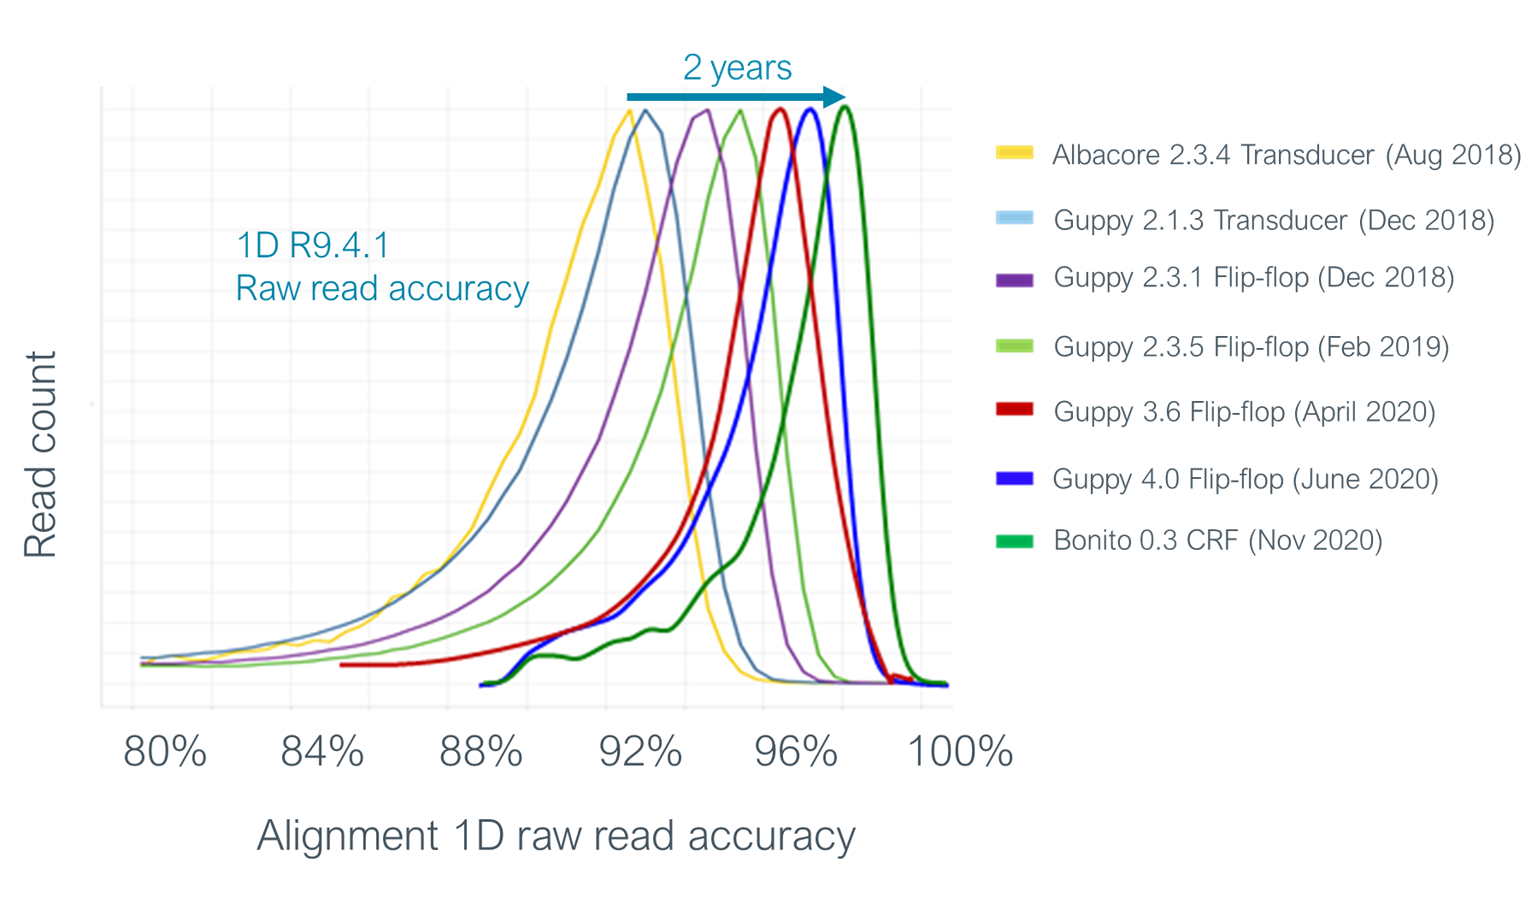 2 years
1D R9.4.1
Raw read accuracy
Albacore 2.3.4 Transducer (Aug 2018)
Guppy 2.1.3 Transducer (Dec 2018)
Guppy 2.3.1 Flip-flop (Dec 2018)
Guppy 2.3.5 Flip-flop (Feb 2019)
Guppy 3.6 Flip-flop (April 2020)
Guppy 4.0 Flip-flop (June 2020)
Bonito 0.3 CRF (Nov 2020)
Read count
80% 84% 88% 92% 96% 100%
Alignment 1D raw read accuracy